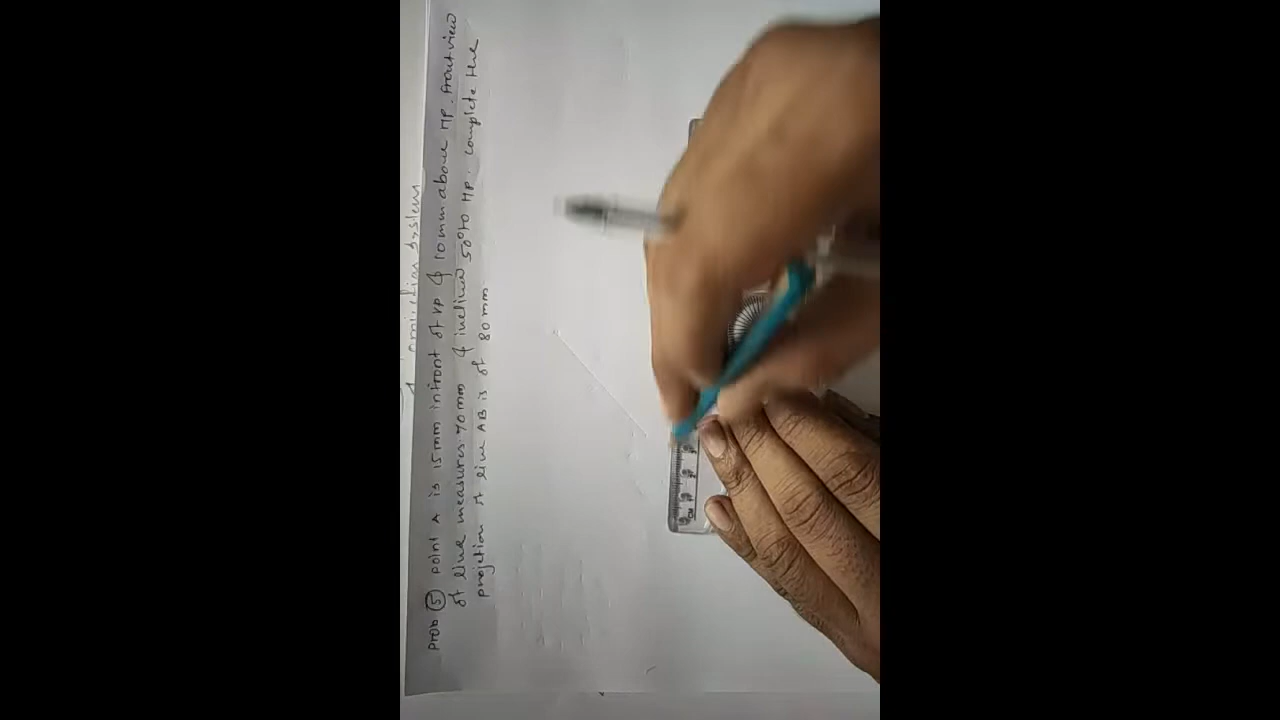 Prob ⑤ point A is 15mm infront of VP & 10mm above HP. Front view
of line measures 70mm & incline 50° to HP. complete the
projection if line AB is of 80mm